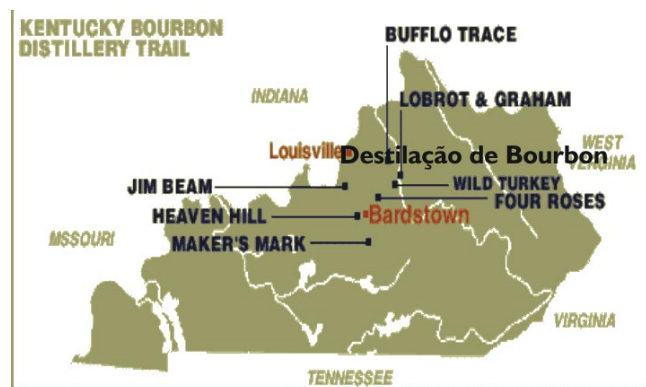 KENTUCKY BOURBON
DISTILLERY TRAIL
BUFFLO TRACE
INDIANA
LOBROT & GRAHAM
Louisville
Destilação de Bourbon
WEST
VIRGINIA
JIM BEAM
WILD TURKEY
FOUR ROSES
HEAVEN HILL
Bardstown
MSSOURI
MAKER'S MARK
VIRGINIA
TENNESSEE